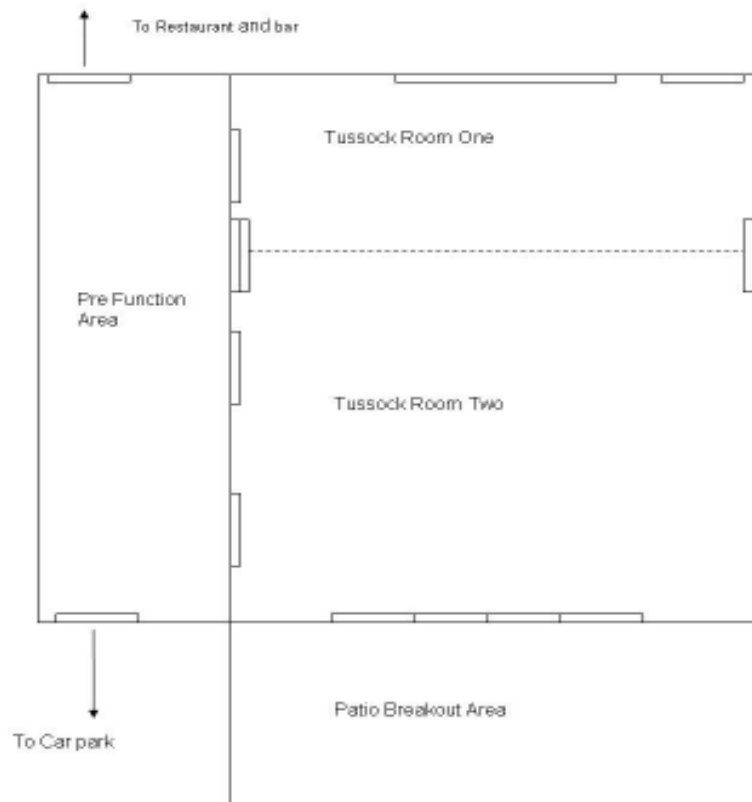 To Restaurant and bar
Tussock Room One
Pre Function
Area
Tussock Room Two
Patio Breakout Area
To Car park